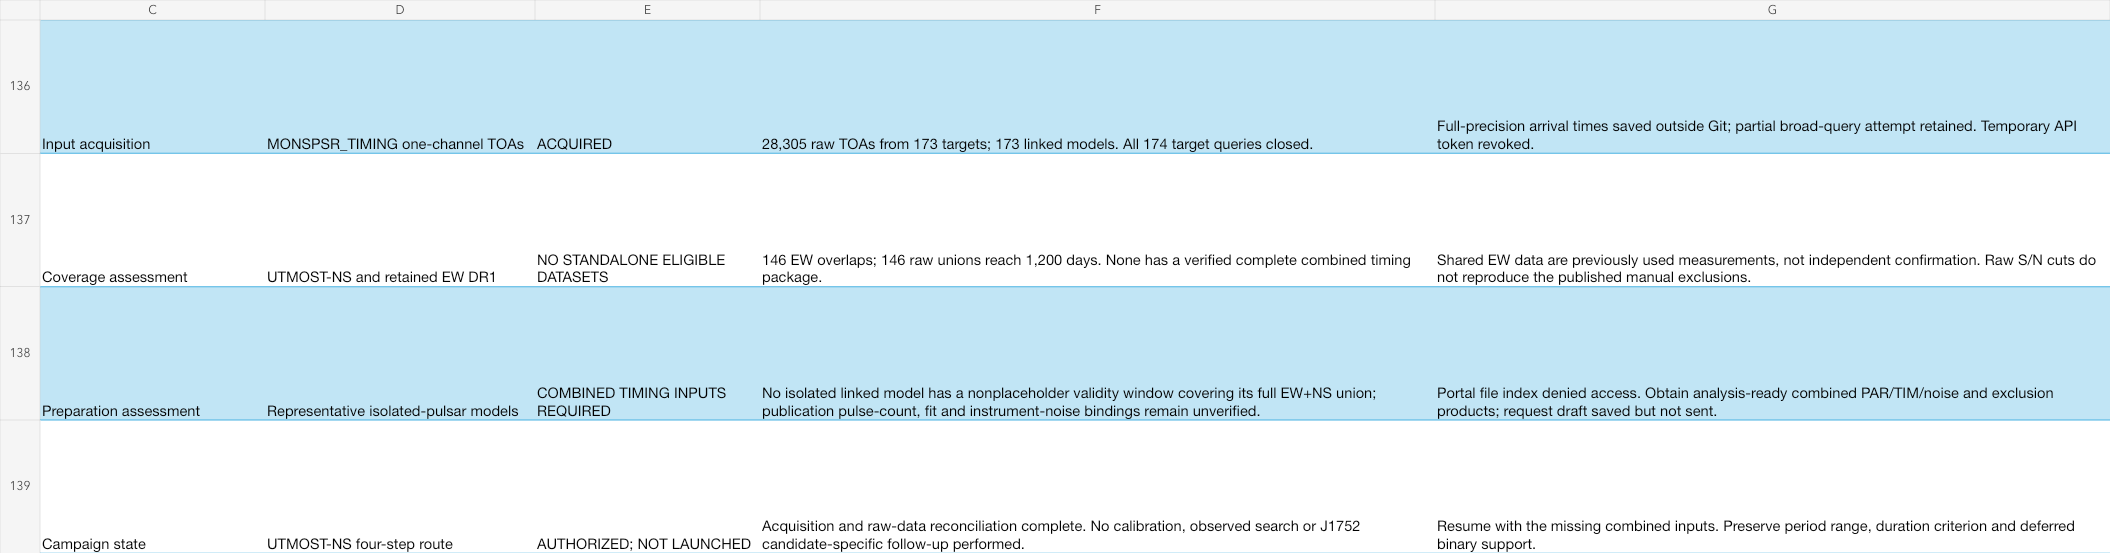 C D E F G
136
Input acquisition
MONSPSR_TIMING one-channel TOAs
ACQUIRED
28,305 raw TOAs from 173 targets; 173 linked models. All 174 target queries closed.
Full-precision arrival times saved outside Git; partial broad-query attempt retained. Temporary API
token revoked.
137
Coverage assessment
UTMOST-NS and retained EW DR1
NO STANDALONE ELIGIBLE
DATASETS
146 EW overlaps; 146 raw unions reach 1,200 days. None has a verified complete combined timing
package.
Shared EW data are previously used measurements, not independent confirmation. Raw S/N cuts do
not reproduce the published manual exclusions.
138
Preparation assessment
Representative isolated-pulsar models
COMBINED TIMING INPUTS
REQUIRED
No isolated linked model has a nonplaceholder validity window covering its full EW+NS union;
publication pulse-count, fit and instrument-noise bindings remain unverified.
Portal file index denied access. Obtain analysis-ready combined PAR/TIM/noise and exclusion
products; request draft saved but not sent.
139
Campaign state
UTMOST-NS four-step route
AUTHORIZED; NOT LAUNCHED
Acquisition and raw-data reconciliation complete. No calibration, observed search or J1752
candidate-specific follow-up performed.
Resume with the missing combined inputs. Preserve period range, duration criterion and deferred
binary support.